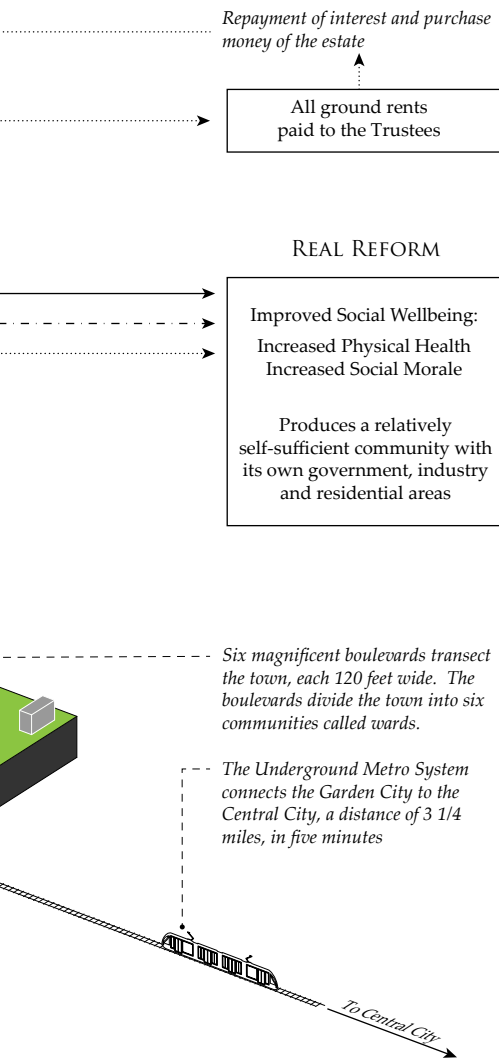 Repayment of interest and purchase
money of the estate
All ground rents
paid to the Trustees
REAL REFORM
Improved Social Wellbeing:
Increased Physical Health
Increased Social Morale
Produces a relatively
self-sufficient community with
its own government, industry
and residential areas
Six magnificent boulevards transect
the town, each 120 feet wide.  The
boulevards divide the town into six
communities called wards.
The Underground Metro System
connects the Garden City to the
Central City, a distance of 3 1/4
miles, in five minutes
To Central City